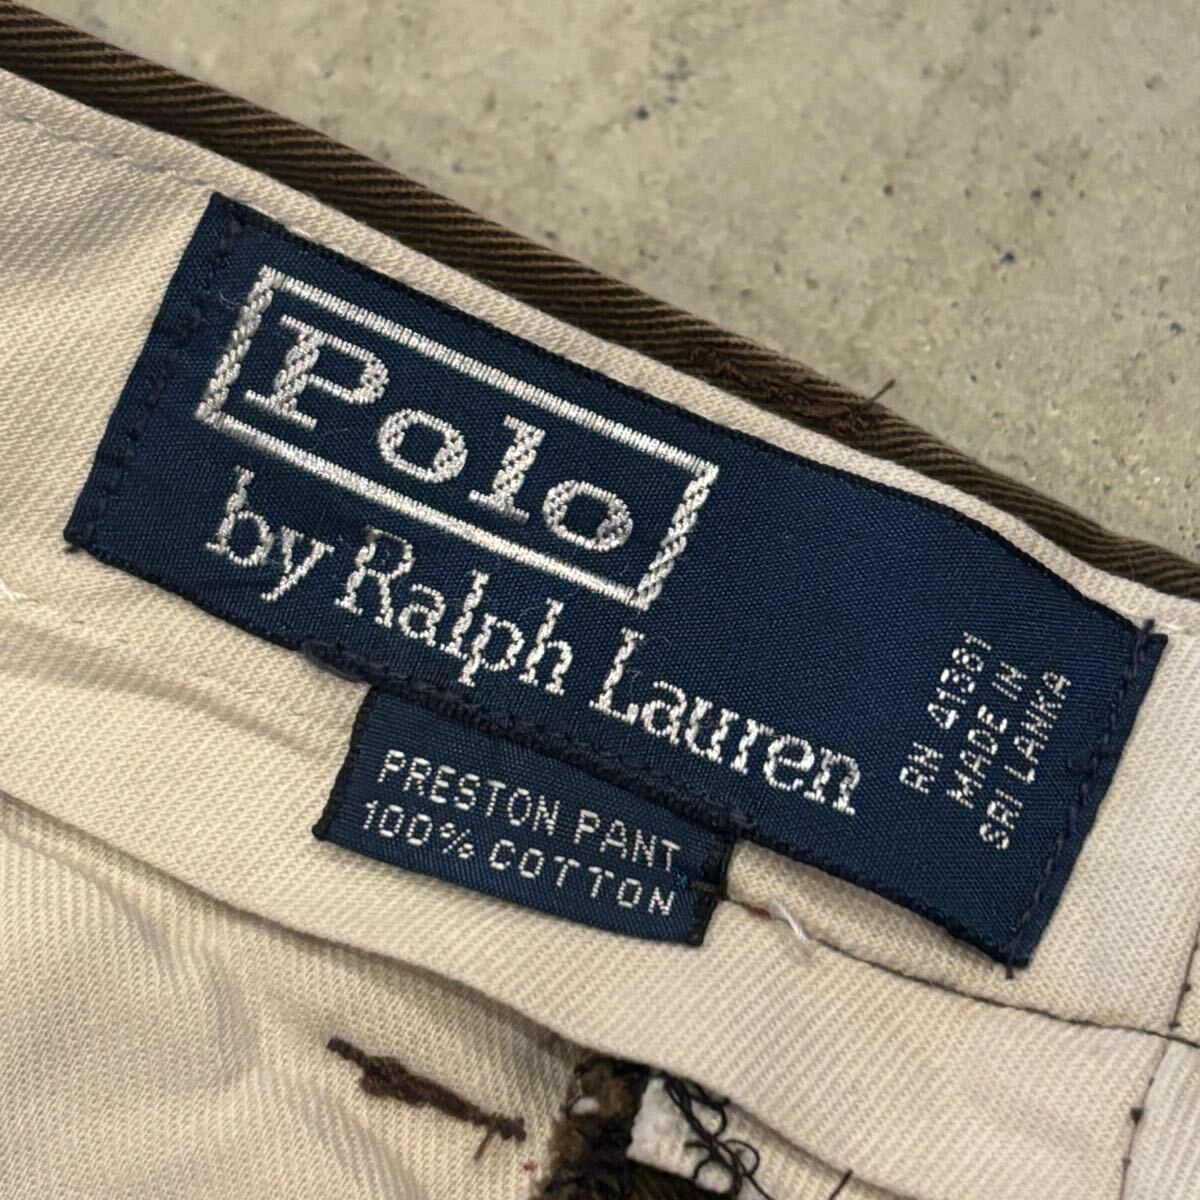 Polo
by Ralph Lauren
RN 41381
MADE IN
SRI LANKA
PRESTON PANT
100% COTTON